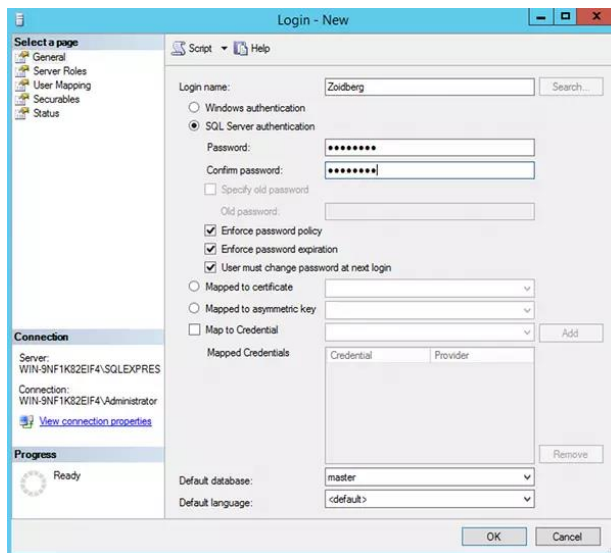 Login - New
Select a page
General
Server Roles
User Mapping
Securables
Status
Script
Help
Login name:
Zoidberg
Search...
Windows authentication
SQL Server authentication
Password:
••••••••
Confirm password:
••••••••
Specify old password
Old password:
Enforce password policy
Enforce password expiration
User must change password at next login
Mapped to certificate
Mapped to asymmetric key
Map to Credential
Add
Mapped Credentials
Credential
Provider
Remove
Default database:
master
Default language:
<default>
Connection
Server:
WIN-9NF1K82EIF4\SQLEXPRES
Connection:
WIN-9NF1K82EIF4\Administrator
View connection properties
Progress
Ready
OK
Cancel